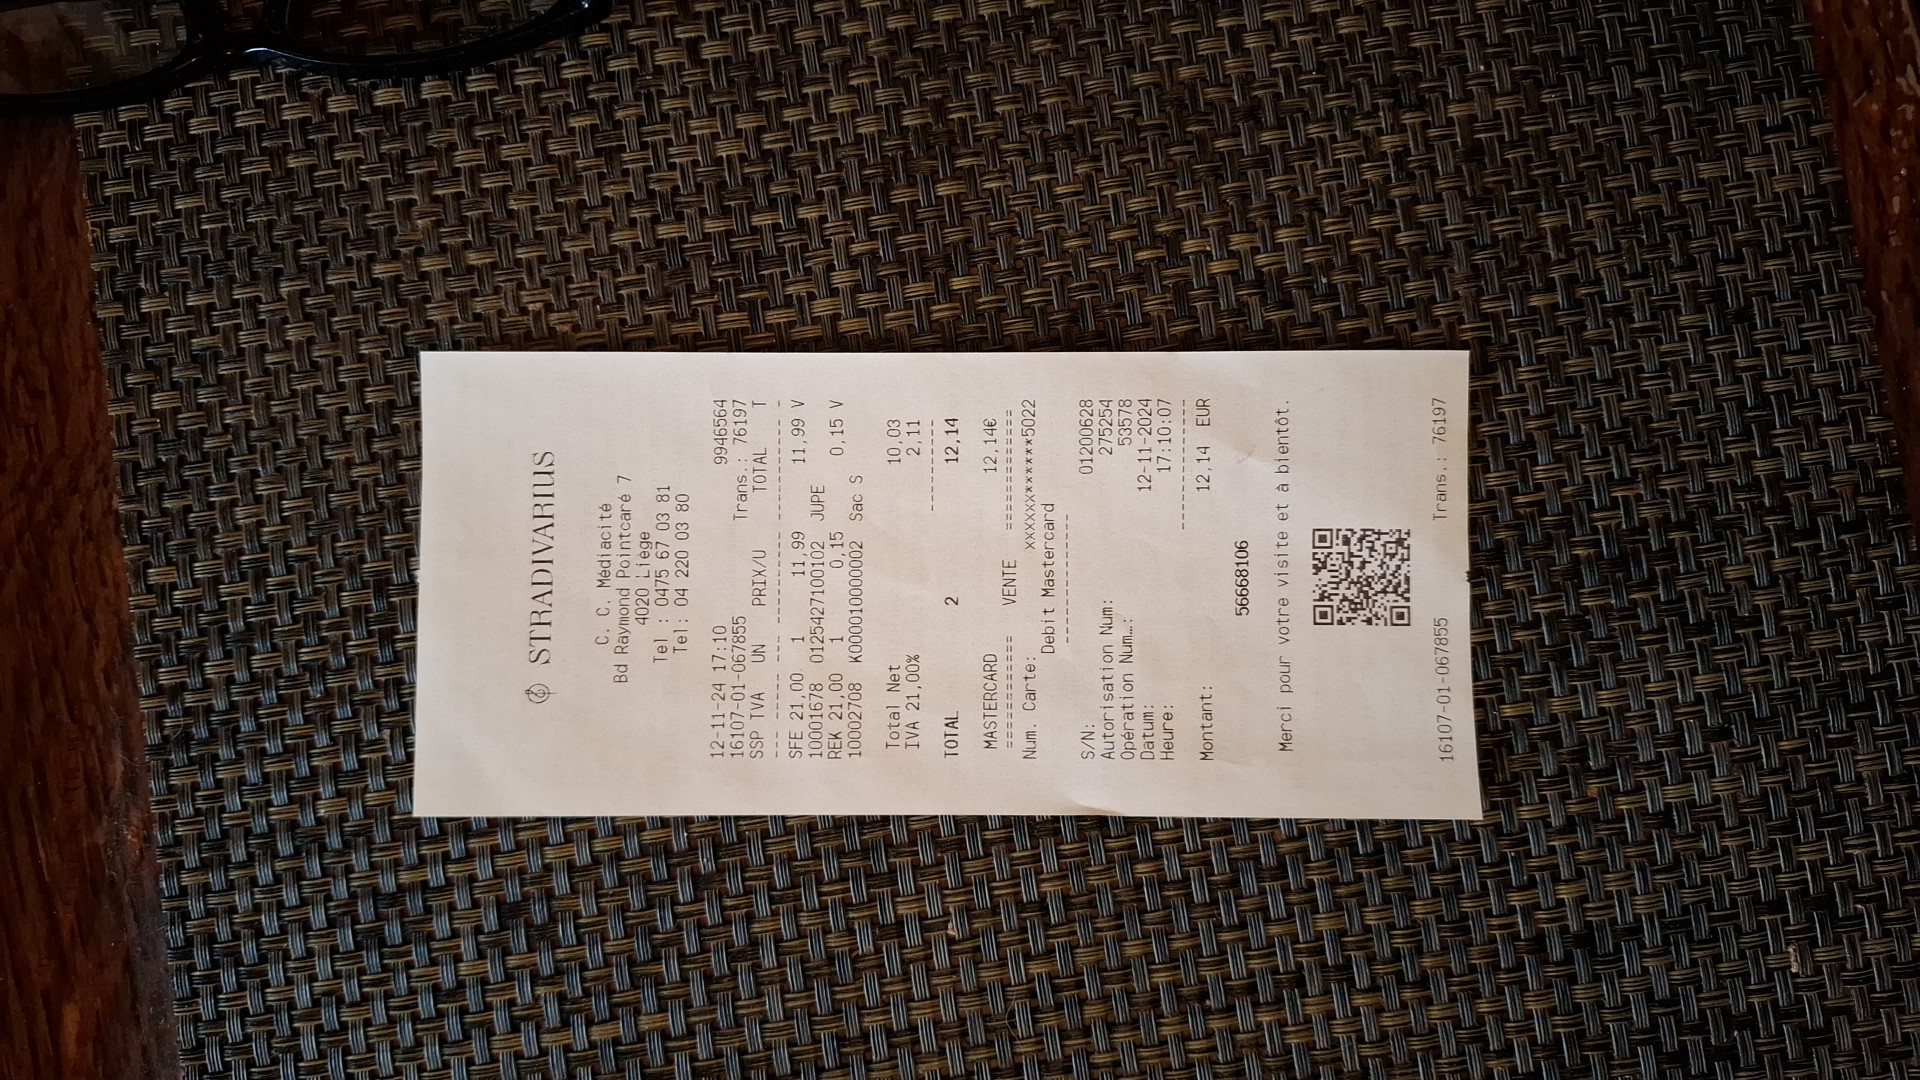 STRADIVARIUS
C. C. Médiacité
Bd Raymond Pointcaré 7
4020 Liège
Tel : 0475 67 03 81
Tel: 04 220 03 80
12-11-24 17:10 9946564
16107-01-067855 Trans.: 76197
SSP TVA UN PRIX/U TOTAL T
SFE 21,00 1 11,99 11,99 V
10001678 0125427100102 JUPE
REK 21,00 1 0,15 0,15 V
10002708 K0000100000002 Sac S
Total Net 10,03
IVA 21,00% 2,11
TOTAL 2 12,14
MASTERCARD 12,14€
========= VENTE =========
Num. Carte: xxxxxx******5022
Debit Mastercard
S/N: 01200628
Autorisation Num: 275254
Opération Num…: 53578
Datum: 12-11-2024
Heure: 17:10:07
Montant: 12,14 EUR
56668106
Merci pour votre visite et à bientôt.
16107-01-067855 Trans.: 76197